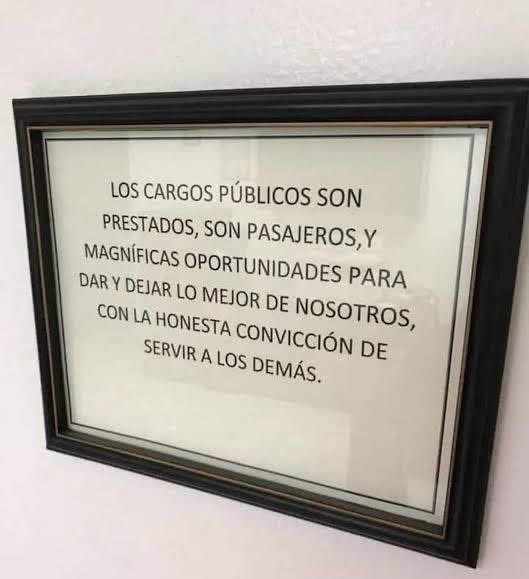 LOS CARGOS PÚBLICOS SON
PRESTADOS, SON PASAJEROS,Y
MAGNÍFICAS OPORTUNIDADES PARA
DAR Y DEJAR LO MEJOR DE NOSOTROS,
CON LA HONESTA CONVICCIÓN DE
SERVIR A LOS DEMÁS.